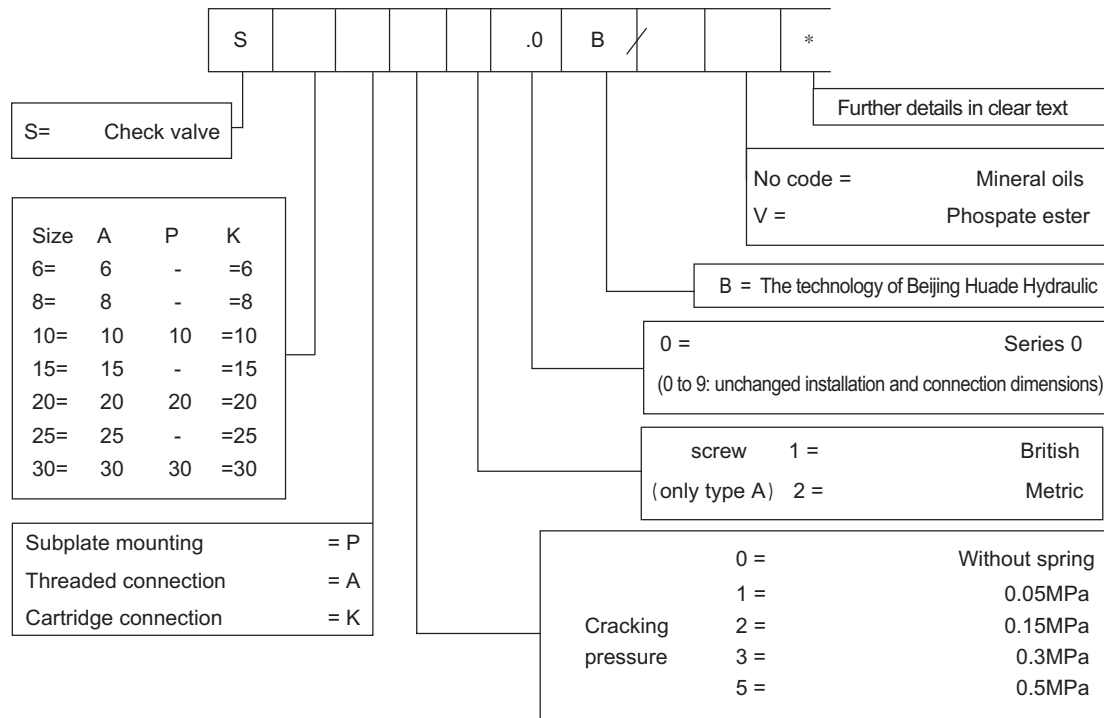 S .0 B / *
Further details in clear text
S= Check valve
No code = Mineral oils
V = Phospate ester
Size A P K
6= 6 - =6
8= 8 - =8
10= 10 10 =10
15= 15 - =15
20= 20 20 =20
25= 25 - =25
30= 30 30 =30
B = The technology of Beijing Huade Hydraulic
0 = Series 0
(0 to 9: unchanged installation and connection dimensions)
screw 1 = British
(only type A) 2 = Metric
Subplate mounting = P
Threaded connection = A
Cartridge connection = K
0 = Without spring
1 = 0.05MPa
Cracking 2 = 0.15MPa
pressure 3 = 0.3MPa
5 = 0.5MPa